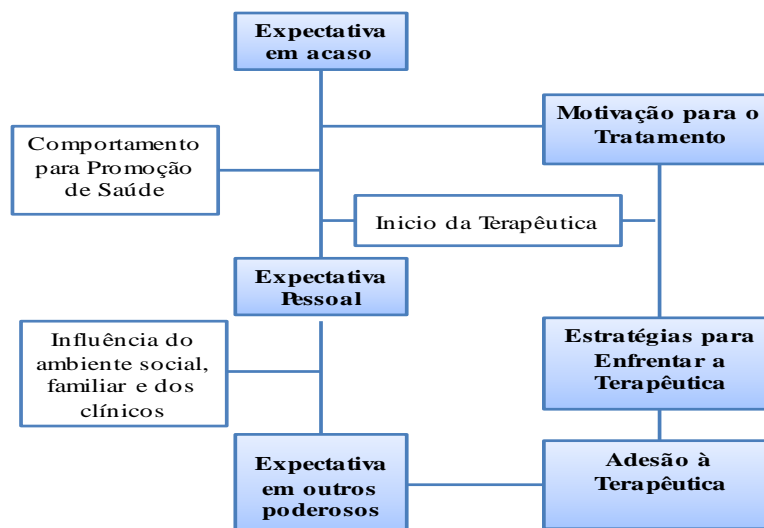 Expectativa
em acaso
Motivação para o
Tratamento
Comportamento
para Promoção
de Saúde
Inicio da Terapêutica
Expectativa
Pessoal
Influência do
ambiente social,
familiar e dos
clínicos
Estratégias para
Enfrentar a
Terapêutica
Expectativa
em outros
poderosos
Adesão à
Terapêutica